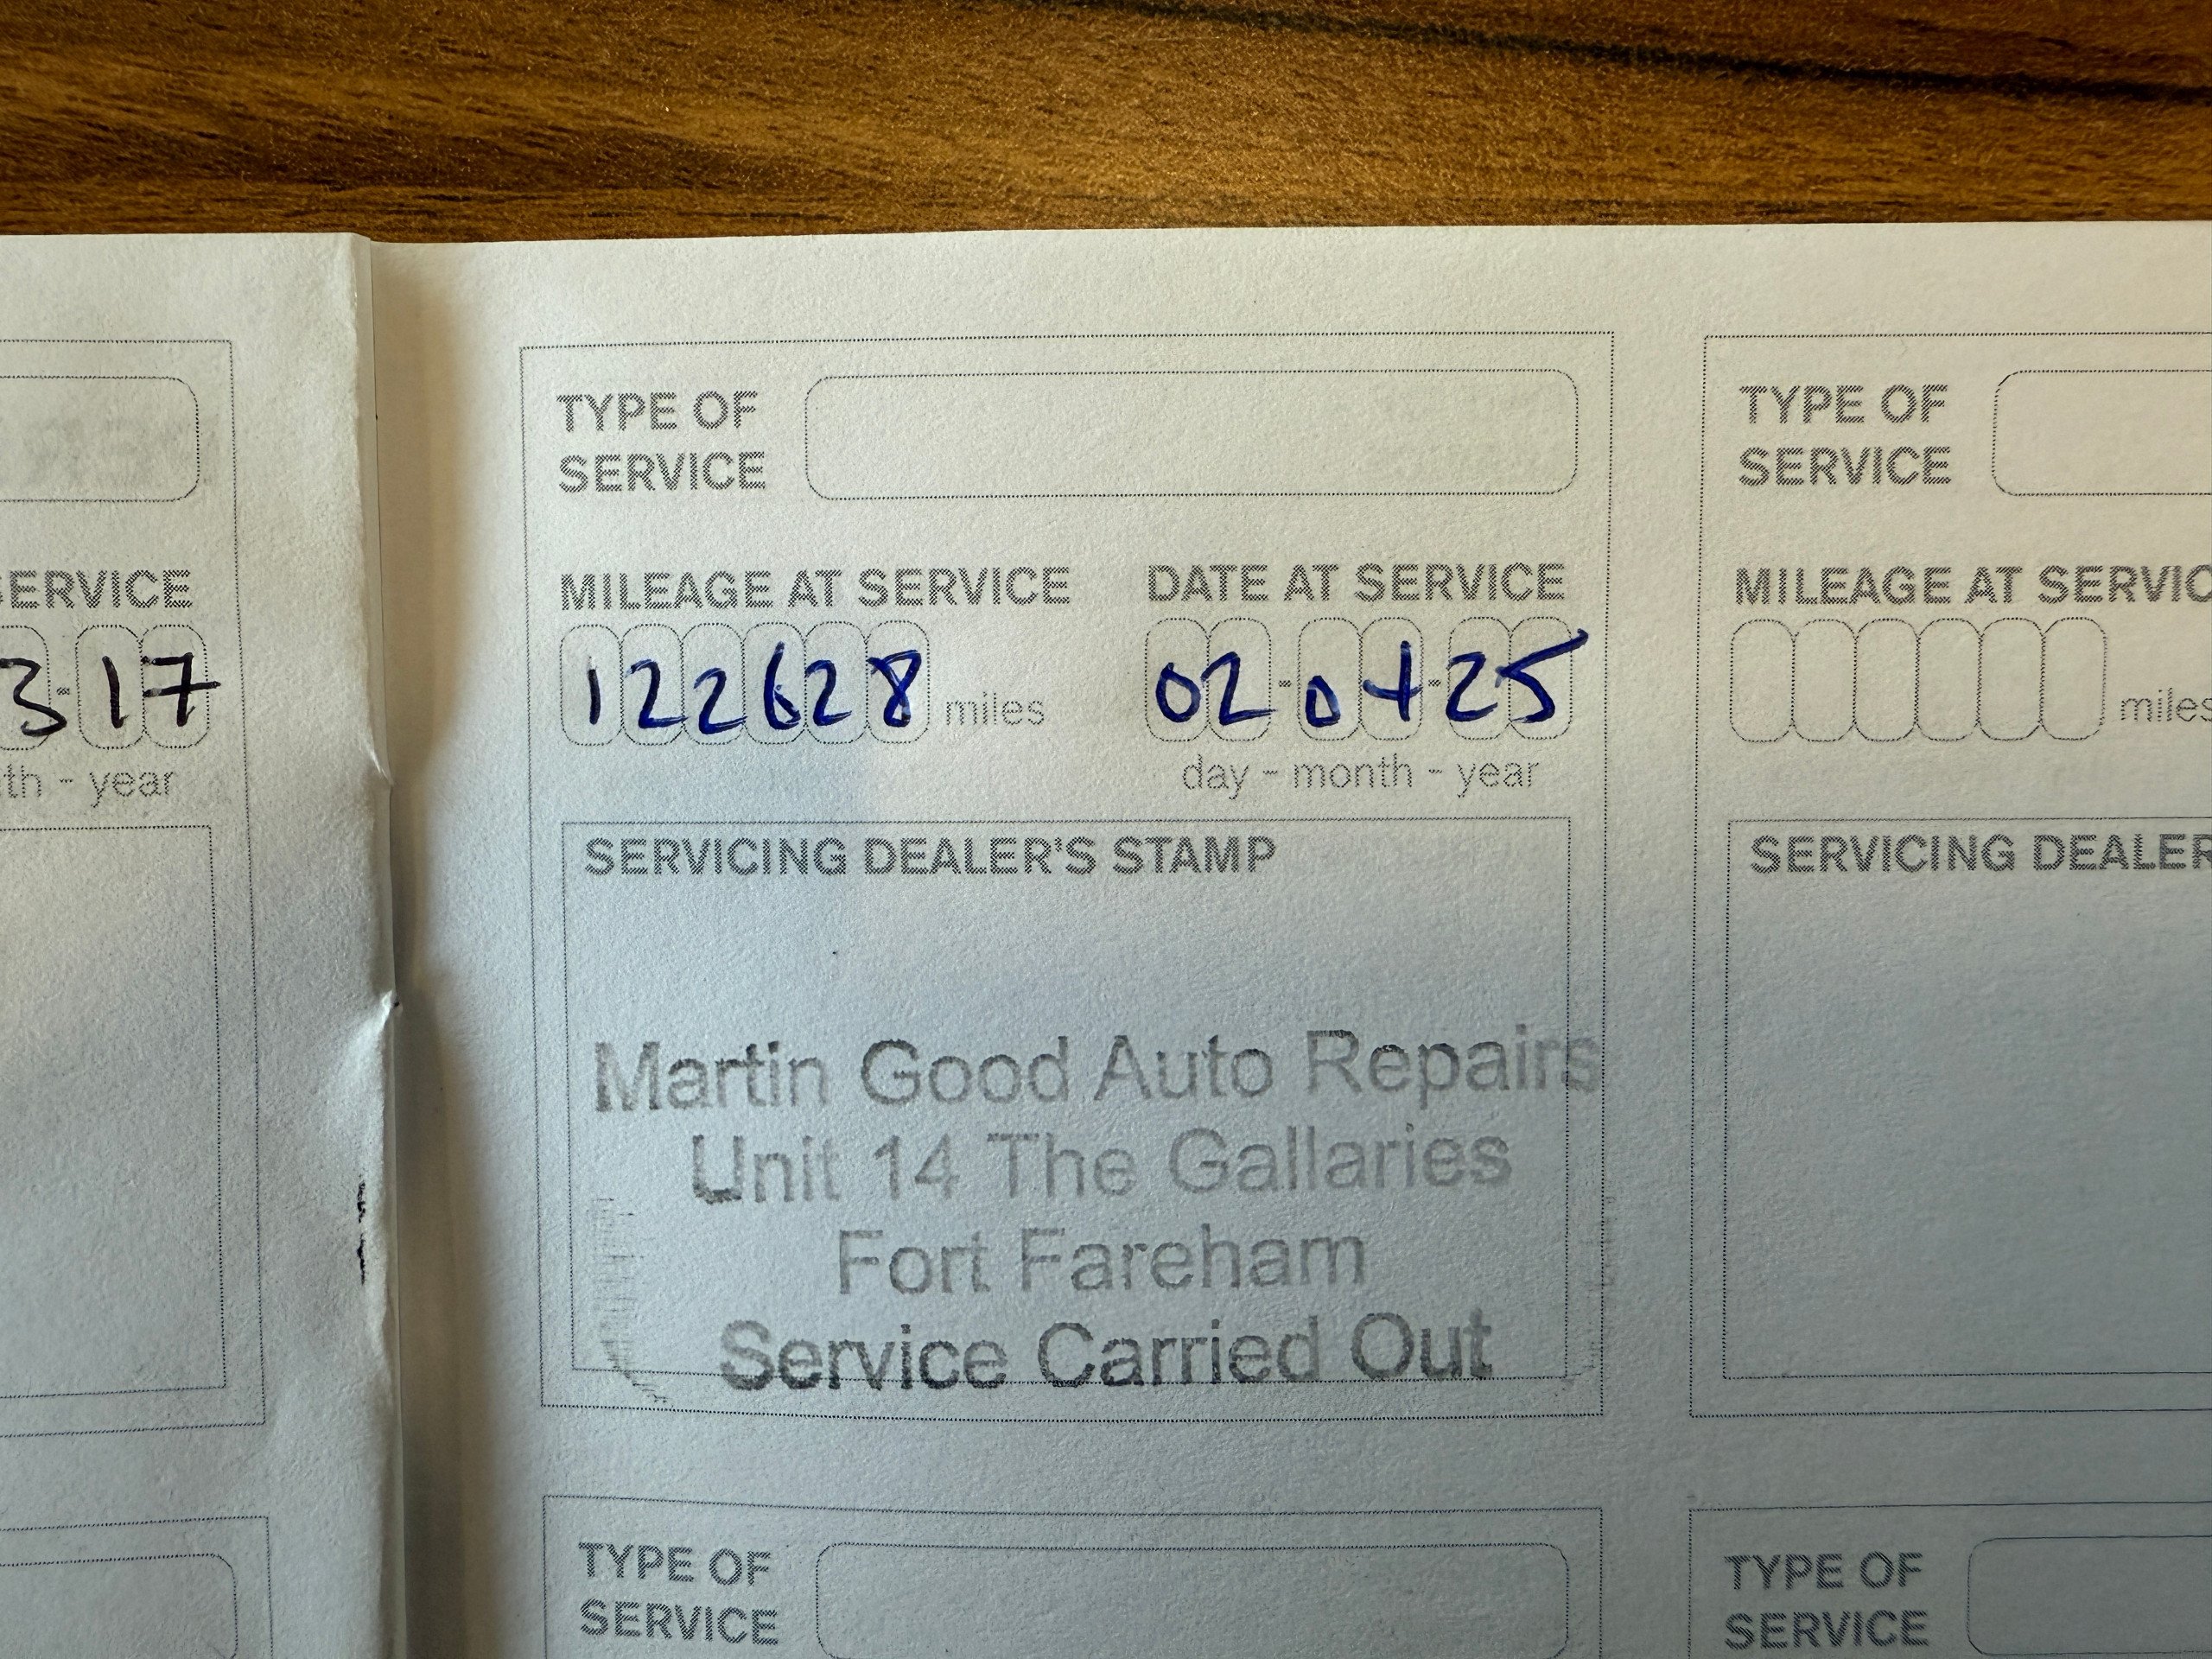 TYPE OF
SERVICE
MILEAGE AT SERVICE
122628 miles
DATE AT SERVICE
02-04-25
day - month - year
SERVICING DEALER'S STAMP
Martin Good Auto Repairs
Unit 14 The Gallaries
Fort Fareham
Service Carried Out
TYPE OF
SERVICE
SERVICE
3-17
th - year
TYPE OF
SERVICE
MILEAGE AT SERVIC
miles
SERVICING DEALER
TYPE OF
SERVICE